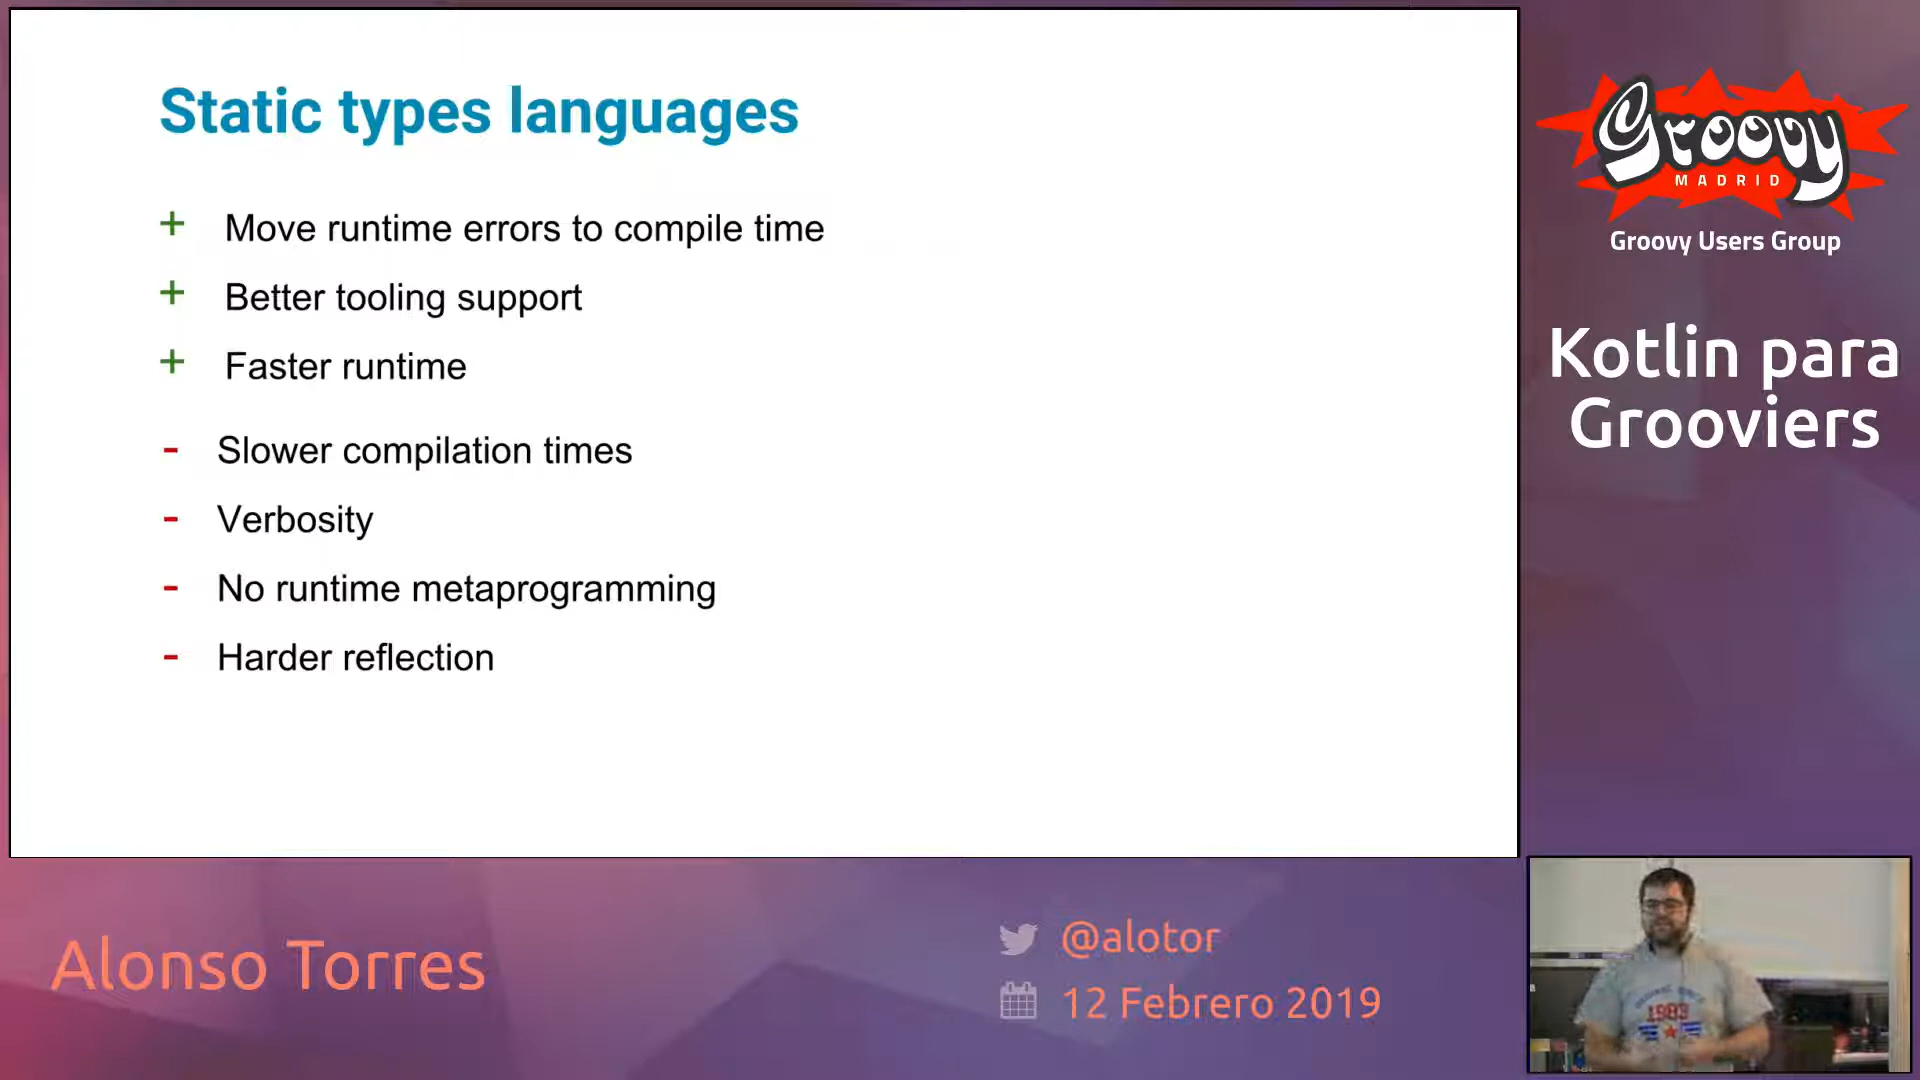 Static types languages
+ Move runtime errors to compile time
+ Better tooling support
+ Faster runtime
- Slower compilation times
- Verbosity
- No runtime metaprogramming
- Harder reflection
Groovy
MADRID
Groovy Users Group
Kotlin para
Grooviers
Alonso Torres
@alotor
12 Febrero 2019
1983